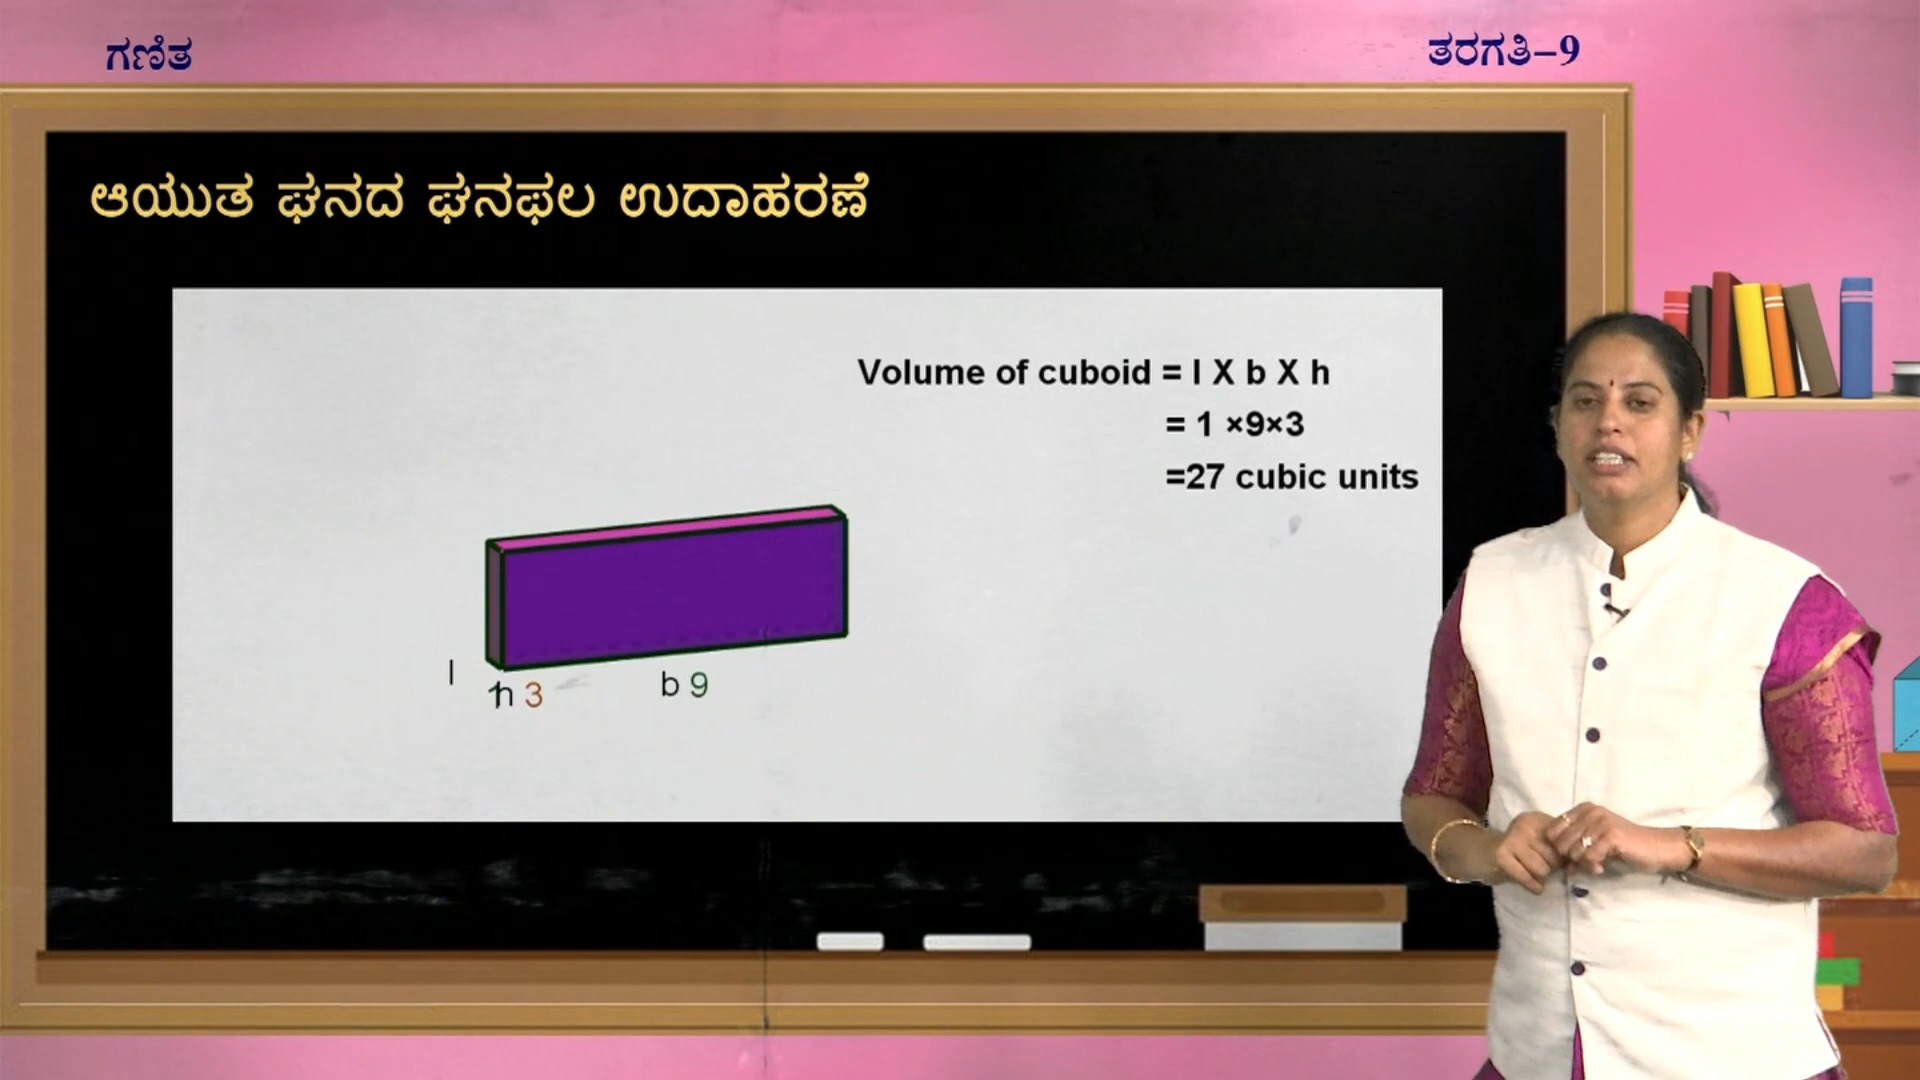 ಗಣಿತ
ತರಗತಿ–9
ಆಯುತ ಘನದ ಘನಫಲ ಉದಾಹರಣೆ
Volume of cuboid = l X b X h
= 1 ×9×3
=27 cubic units
l
h 3
b 9